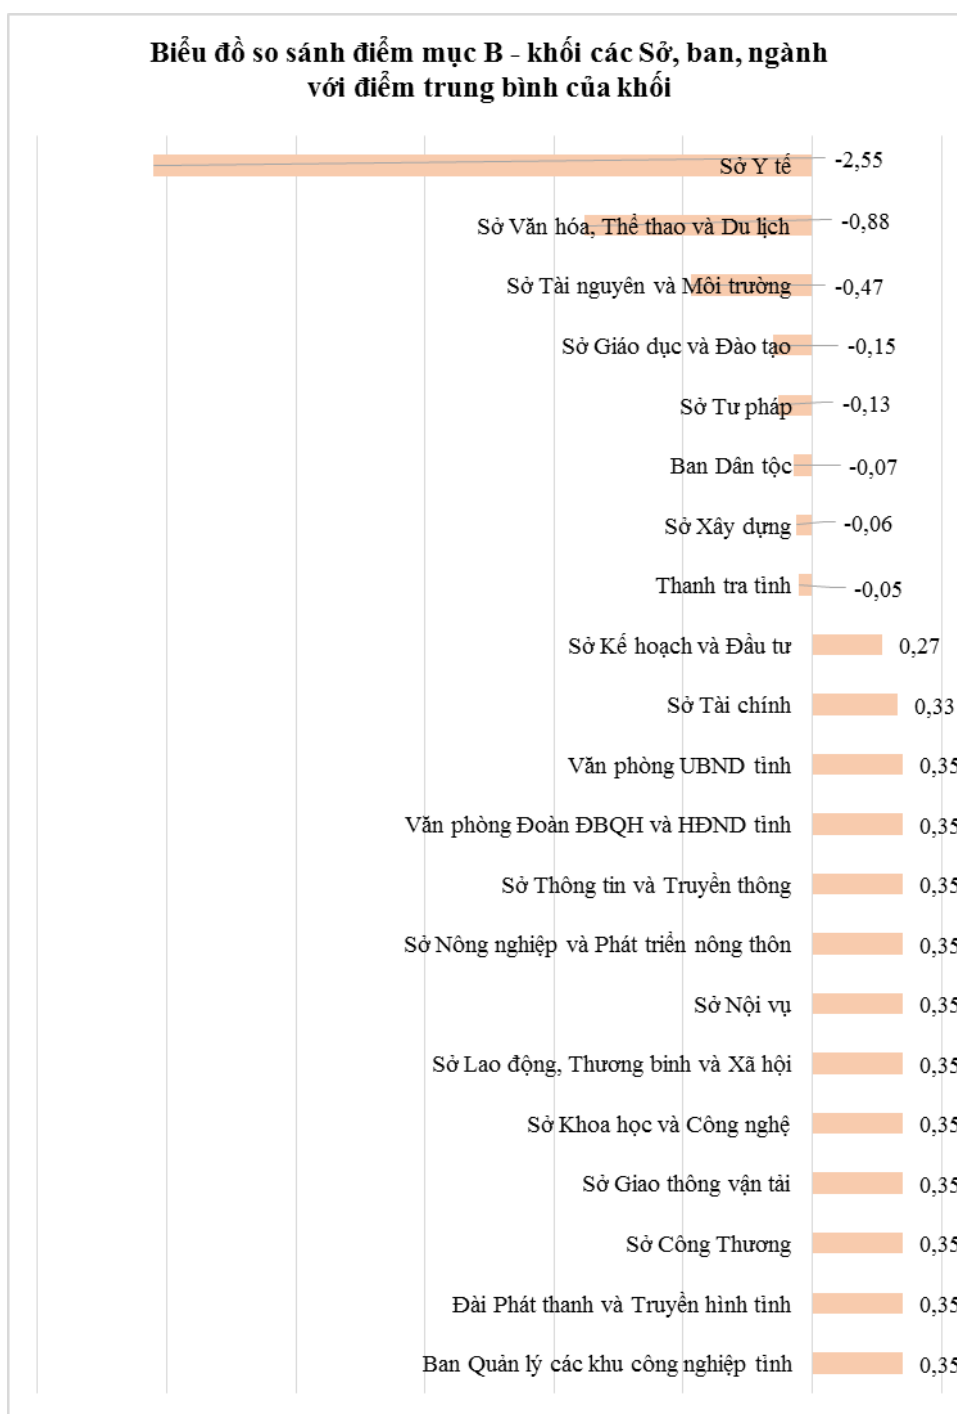 Biểu đồ so sánh điểm mục B - khối các Sở, ban, ngành
với điểm trung bình của khối
Sở Y tế -2,55
Sở Văn hóa, Thể thao và Du lịch -0,88
Sở Tài nguyên và Môi trường -0,47
Sở Giáo dục và Đào tạo -0,15
Sở Tư pháp -0,13
Ban Dân tộc -0,07
Sở Xây dựng -0,06
Thanh tra tỉnh -0,05
Sở Kế hoạch và Đầu tư 0,27
Sở Tài chính 0,33
Văn phòng UBND tỉnh 0,35
Văn phòng Đoàn ĐBQH và HĐND tỉnh 0,35
Sở Thông tin và Truyền thông 0,35
Sở Nông nghiệp và Phát triển nông thôn 0,35
Sở Nội vụ 0,35
Sở Lao động, Thương binh và Xã hội 0,35
Sở Khoa học và Công nghệ 0,35
Sở Giao thông vận tải 0,35
Sở Công Thương 0,35
Đài Phát thanh và Truyền hình tỉnh 0,35
Ban Quản lý các khu công nghiệp tỉnh 0,35